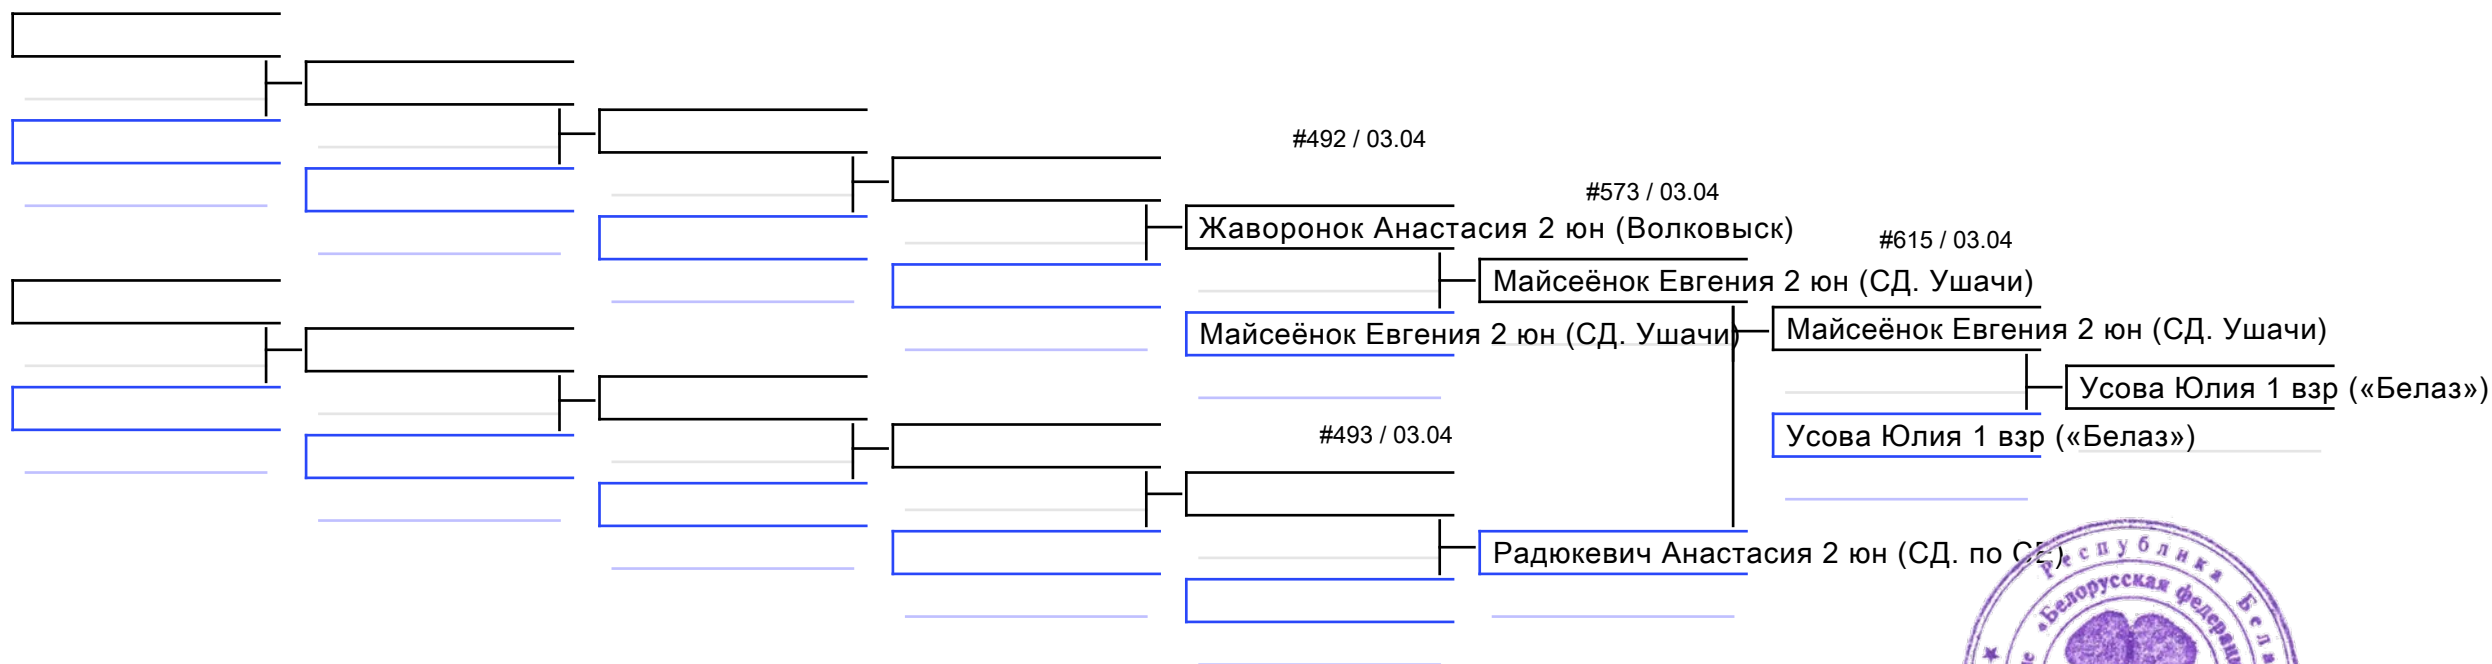 #492 / 03.04
#573 / 03.04
Жаворонок Анастасия 2 юн (Волковыск)
#615 / 03.04
Майсеёнок Евгения 2 юн (СД. Ушачи)
Майсеёнок Евгения 2 юн (СД. Ушачи)
Майсеёнок Евгения 2 юн (СД. Ушачи)
Усова Юлия 1 взр («Белаз»)
#493 / 03.04
Усова Юлия 1 взр («Белаз»)
Радюкевич Анастасия 2 юн (СД. по СЕ)
Республика
«Белорусская